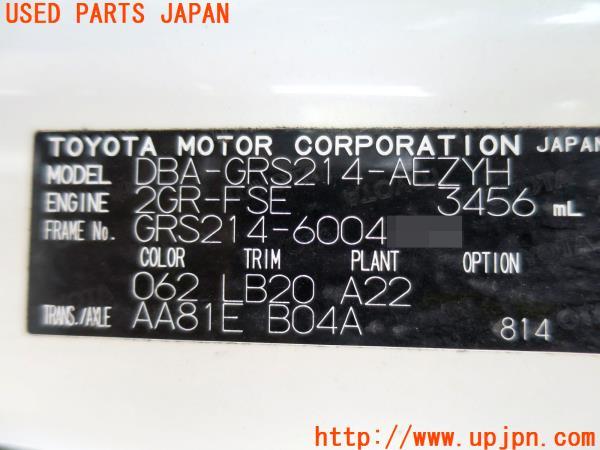 USED PARTS JAPAN
TOYOTA MOTOR CORPORATION JAPAN
MODEL DBA-GRS214-AEZYH
ENGINE 2GR-FSE 3456 mL
FRAME No. GRS214-6004
COLOR TRIM PLANT OPTION
062 LB20 A22
TRANS./AXLE AA81E B04A 814
http://www.upjpn.com/